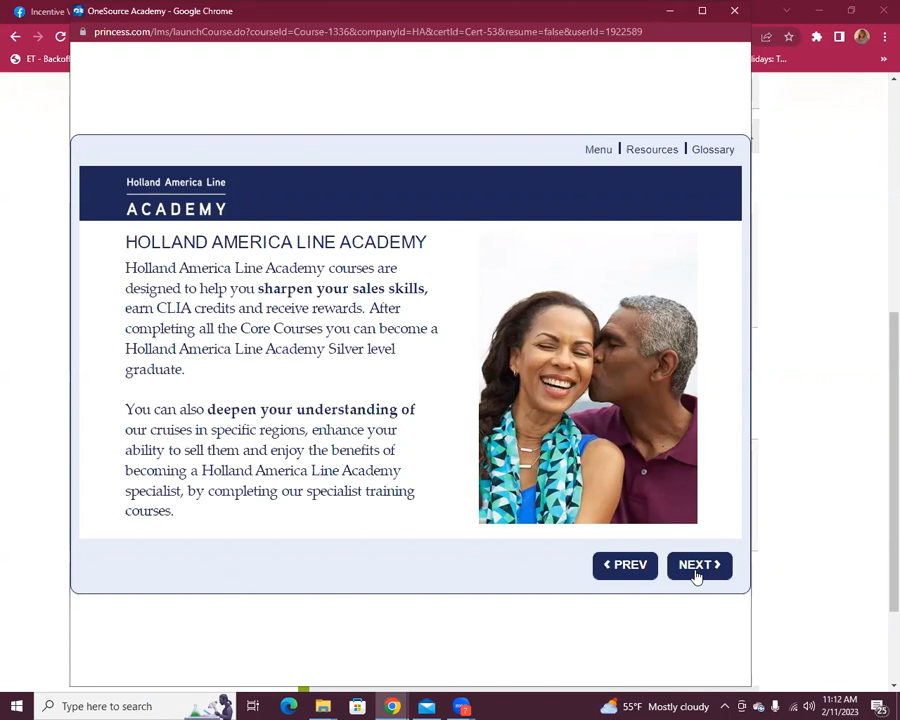 Incentive
OneSource Academy - Google Chrome
princess.com/lms/launchCourse.do?courseId=Course-1336&companyId=HA&certId=Cert-53&resume=false&userId=1922589
ET - Backoff
lidays: T...
»
Menu | Resources | Glossary
Holland America Line
ACADEMY
HOLLAND AMERICA LINE ACADEMY
Holland America Line Academy courses are
designed to help you sharpen your sales skills,
earn CLIA credits and receive rewards. After
completing all the Core Courses you can become a
Holland America Line Academy Silver level
graduate.
You can also deepen your understanding of
our cruises in specific regions, enhance your
ability to sell them and enjoy the benefits of
becoming a Holland America Line Academy
specialist, by completing our specialist training
courses.
‹ PREV
NEXT ›
Type here to search
55°F Mostly cloudy
11:12 AM
2/11/2023
25